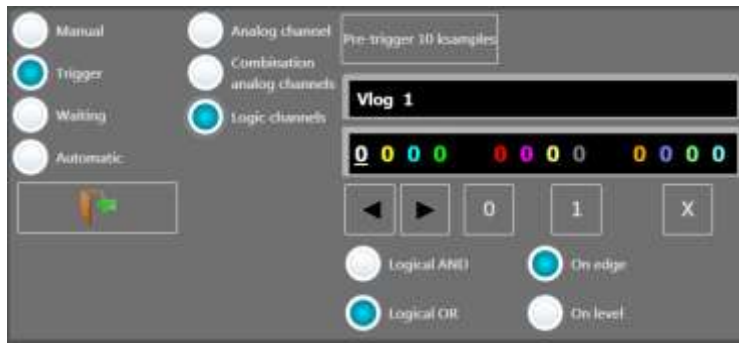 Manual
Trigger
Waiting
Automatic
Analog channel
Combination
analog channels
Logic channels
Pre-trigger 10 ksamples
Vlog 1
0 0 0 0 0 0 0 0 0 0 0 0
0 1 X
Logical AND
On edge
Logical OR
On level